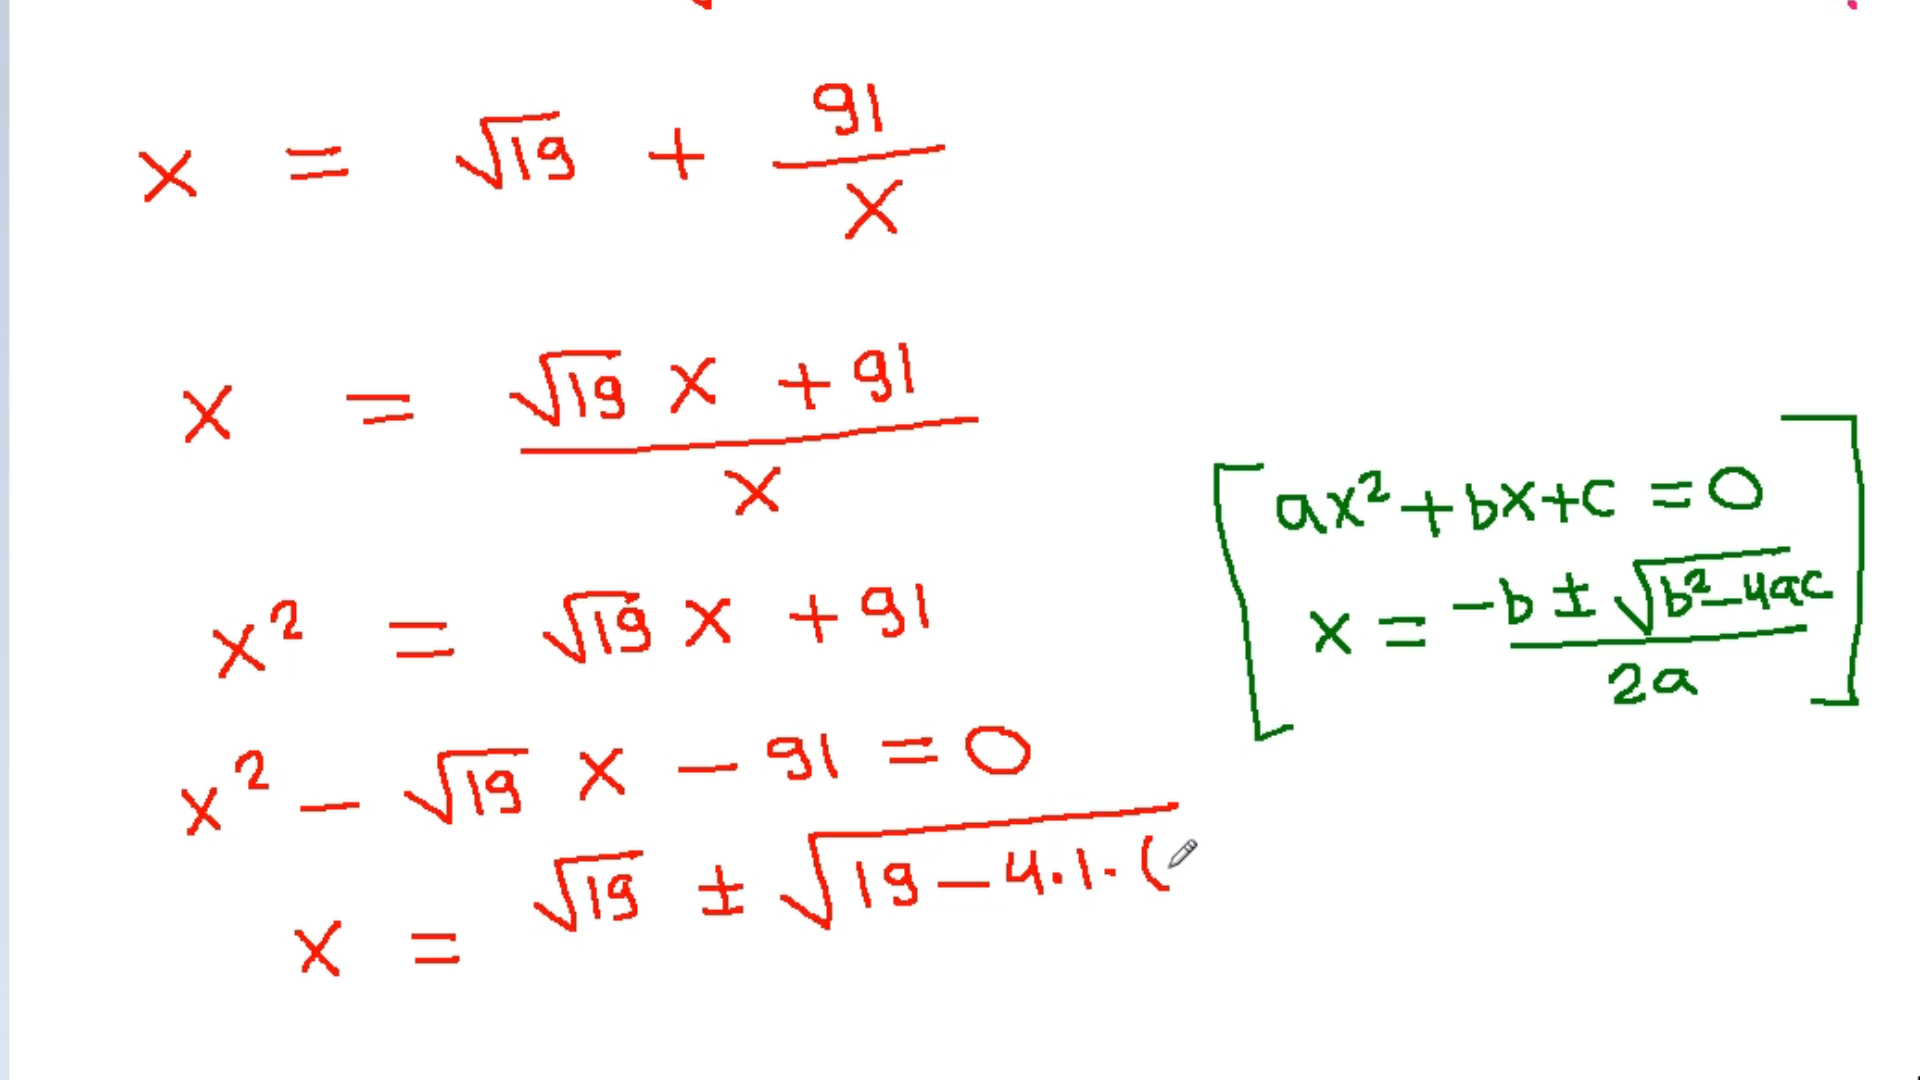 x = √19 + 91/x
x = (√19 x + 91)/x
x² = √19 x + 91
x² - √19 x - 91 = 0
x = √19 ± √19 - 4.1.(
ax² + bx + c = 0
x = (-b ± √b² - 4ac)/2a